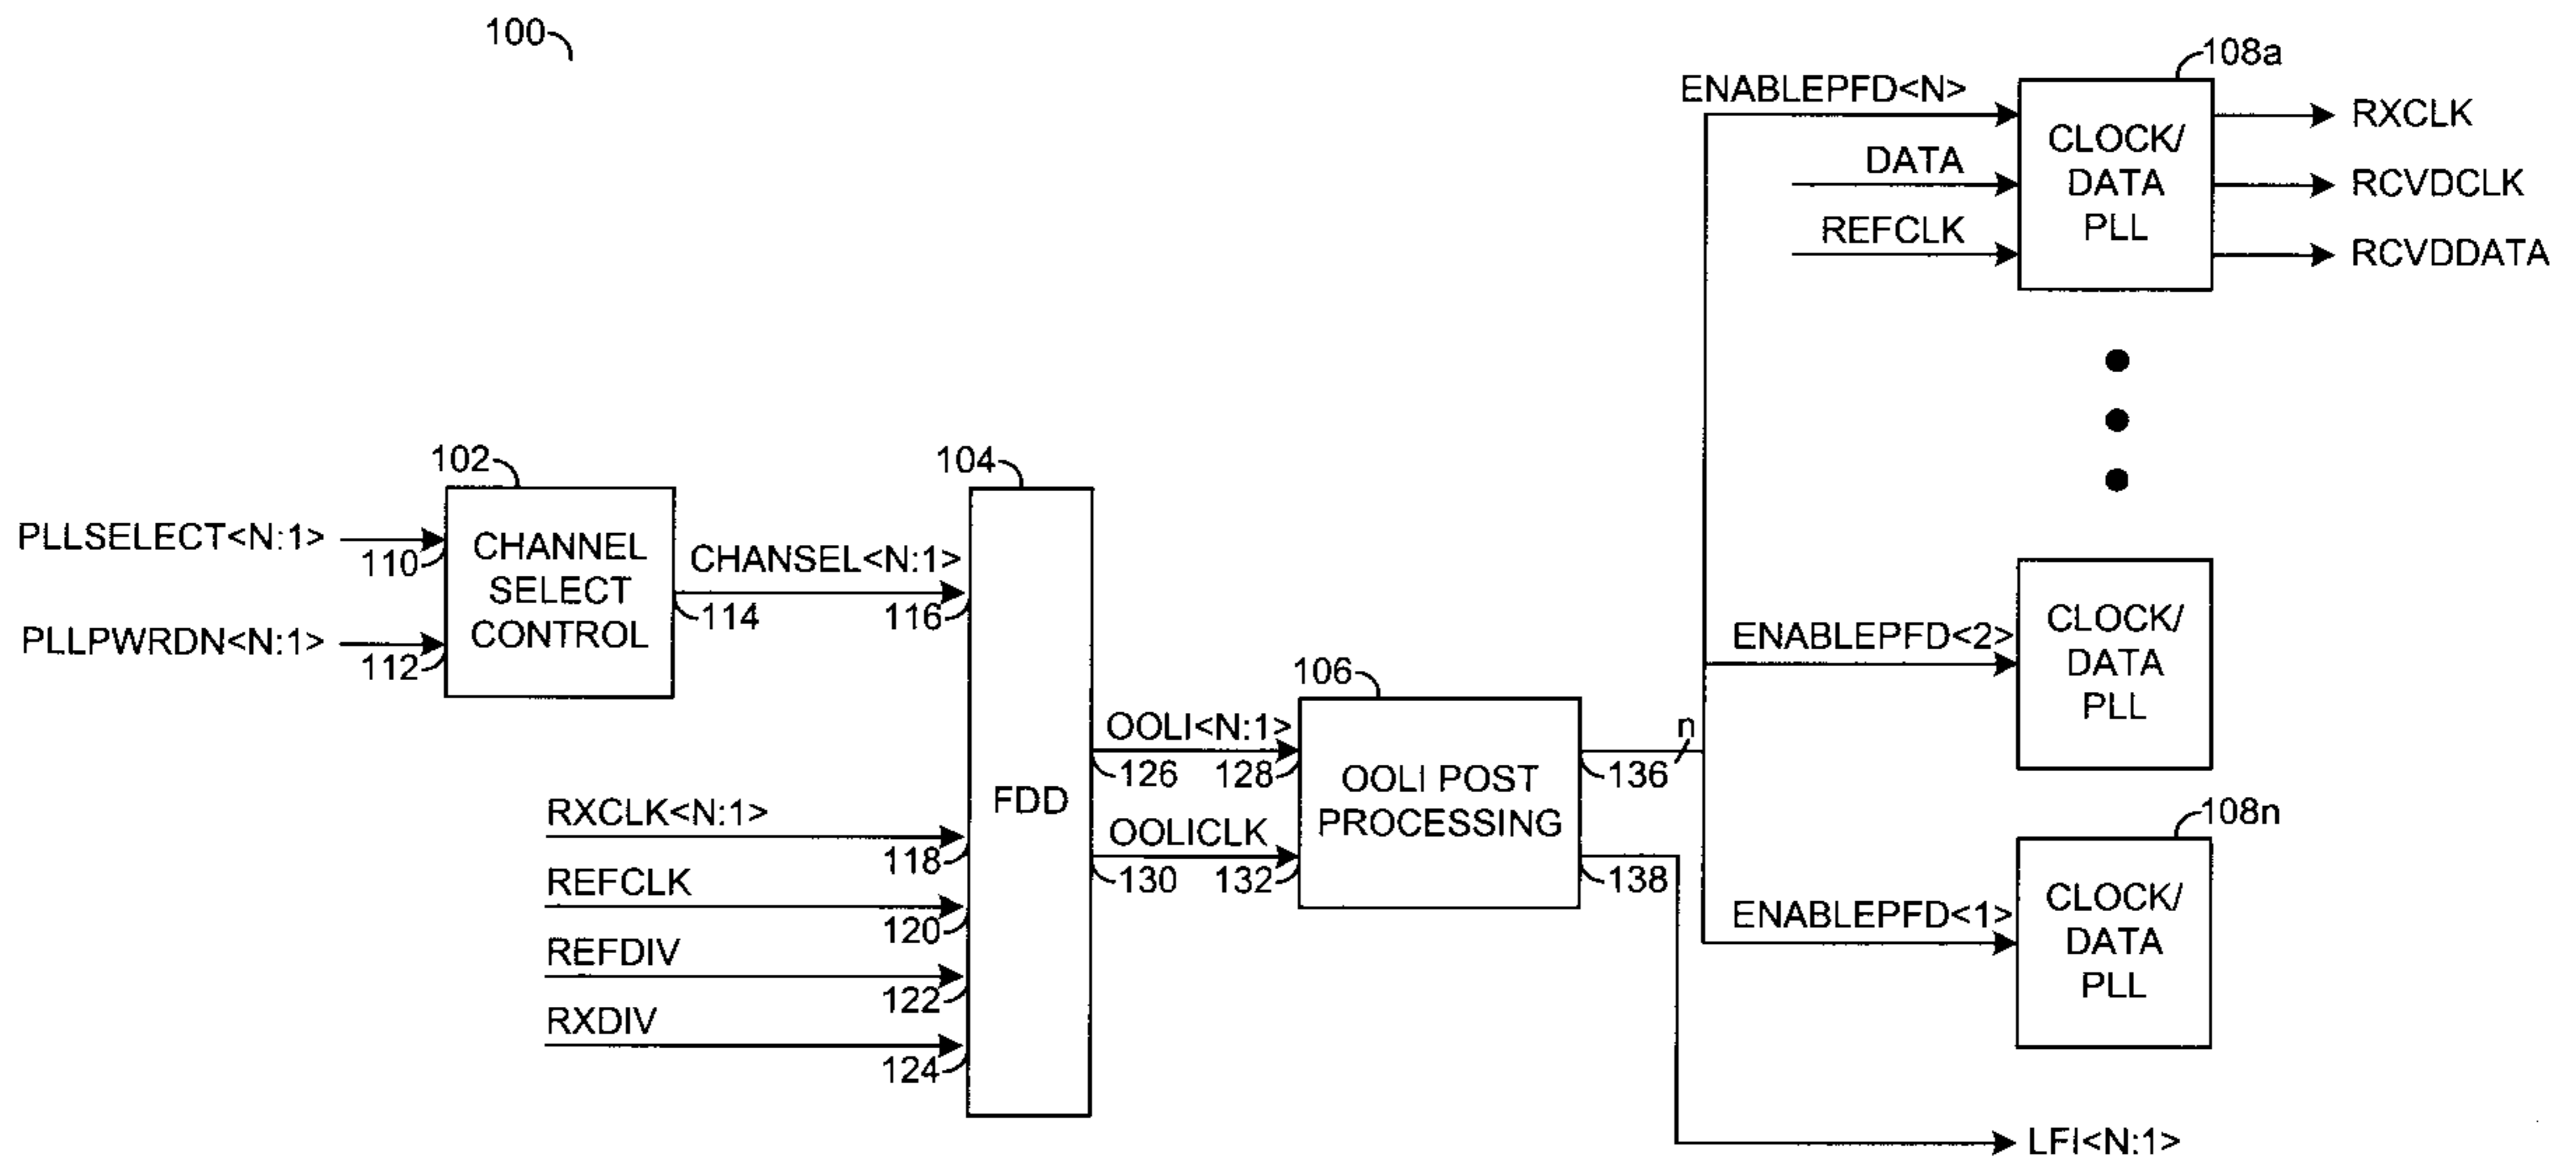 100
108a
ENABLEPFD<N>
DATA
REFCLK
CLOCK/
DATA
PLL
RXCLK
RCVDCLK
RCVDDATA
102
104
PLLSELECT<N:1>
110
PLLPWRDN<N:1>
112
CHANNEL
SELECT
CONTROL
114
CHANSEL<N:1>
116
RXCLK<N:1>
118
REFCLK
120
REFDIV
122
RXDIV
124
FDD
OOLI<N:1>
126
128
OOLICLK
130
132
106
OOLI POST
PROCESSING
136
n
138
ENABLEPFD<2>
CLOCK/
DATA
PLL
108n
ENABLEPFD<1>
CLOCK/
DATA
PLL
LFI<N:1>